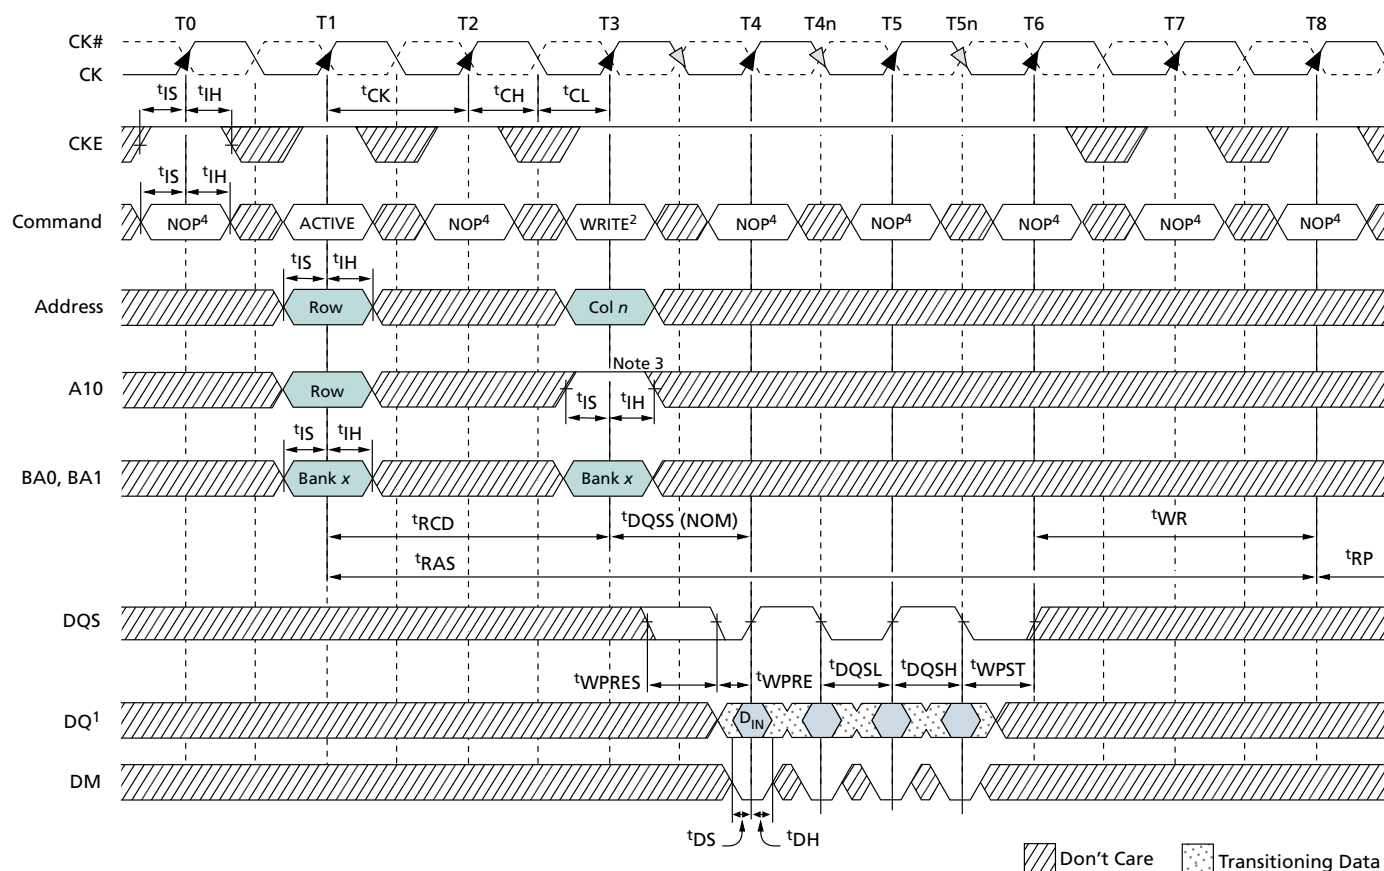 T0 T1 T2 T3 T4 T4n T5 T5n T6 T7 T8
CK#
CK
tIS tIH tCK tCH tCL
CKE
tIS tIH
Command NOP4 ACTIVE NOP4 WRITE2 NOP4 NOP4 NOP4 NOP4 NOP4
tIS tIH
Address Row Col n
Note 3
A10 Row
tIS tIH
tIS tIH
BA0, BA1 Bank x Bank x
tRCD tDQSS (NOM) tWR
tRAS tRP
DQS
tWPRES tWPRE tDQSL tDQSH tWPST
DQ1 DIN
DM
tDS tDH
Don't Care Transitioning Data